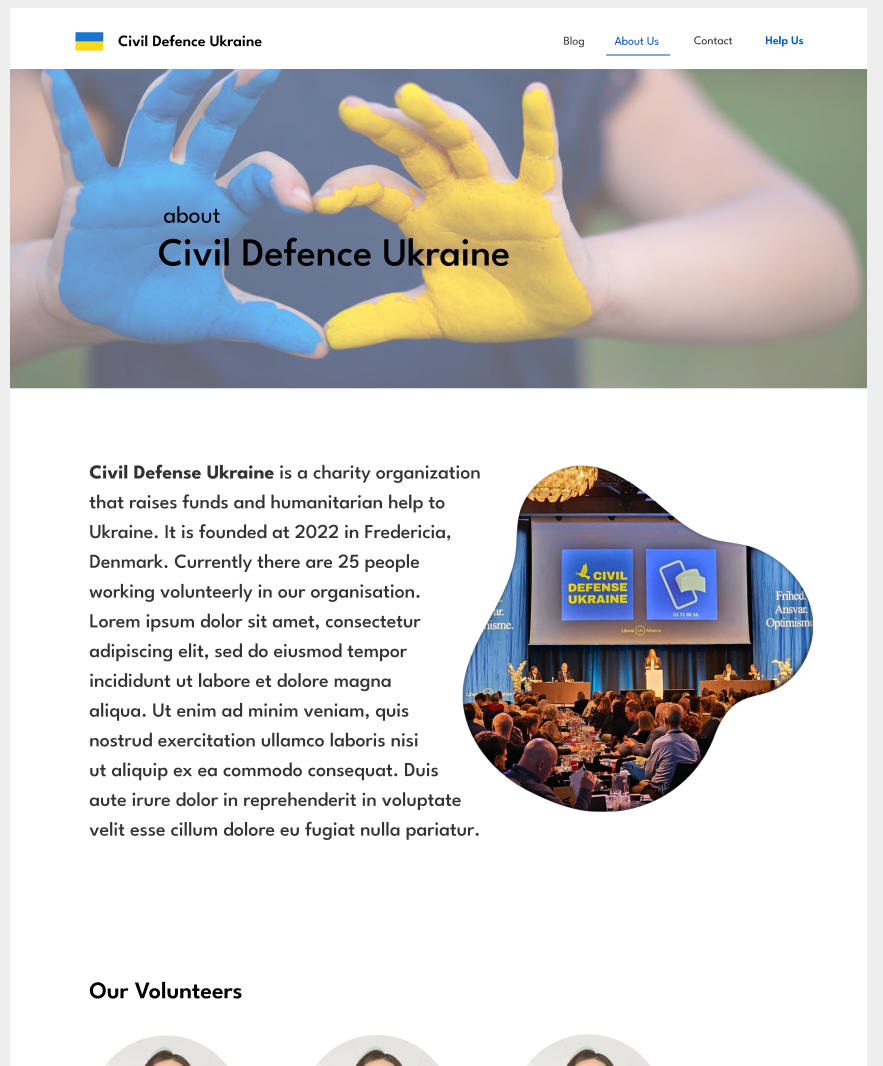 Civil Defence Ukraine
Blog
About Us
Contact
Help Us
about
Civil Defence Ukraine
Civil Defense Ukraine is a charity organization
that raises funds and humanitarian help to
Ukraine. It is founded at 2022 in Fredericia,
Denmark. Currently there are 25 people
working volunteerly in our organisation.
Lorem ipsum dolor sit amet, consectetur
adipiscing elit, sed do eiusmod tempor
incididunt ut labore et dolore magna
aliqua. Ut enim ad minim veniam, quis
nostrud exercitation ullamco laboris nisi
ut aliquip ex ea commodo consequat. Duis
aute irure dolor in reprehenderit in voluptate
velit esse cillum dolore eu fugiat nulla pariatur.
CIVIL
DEFENSE
UKRAINE
Liberal LA Alliance
Frihed.
Ansvar.
Optimisme
Our Volunteers